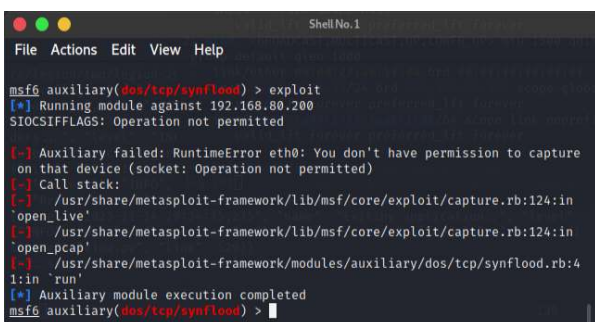 Shell No. 1
File Actions Edit View Help
msf6 auxiliary(dos/tcp/synflood) > exploit
[*] Running module against 192.168.80.200
SIOCSIFFLAGS: Operation not permitted
[-] Auxiliary failed: RuntimeError eth0: You don't have permission to capture
on that device (socket: Operation not permitted)
[-] Call stack:
[-] /usr/share/metasploit-framework/lib/msf/core/exploit/capture.rb:124:in
`open_live'
[-] /usr/share/metasploit-framework/lib/msf/core/exploit/capture.rb:124:in
`open_pcap'
[-] /usr/share/metasploit-framework/modules/auxiliary/dos/tcp/synflood.rb:4
1:in `run'
[*] Auxiliary module execution completed
msf6 auxiliary(dos/tcp/synflood) >